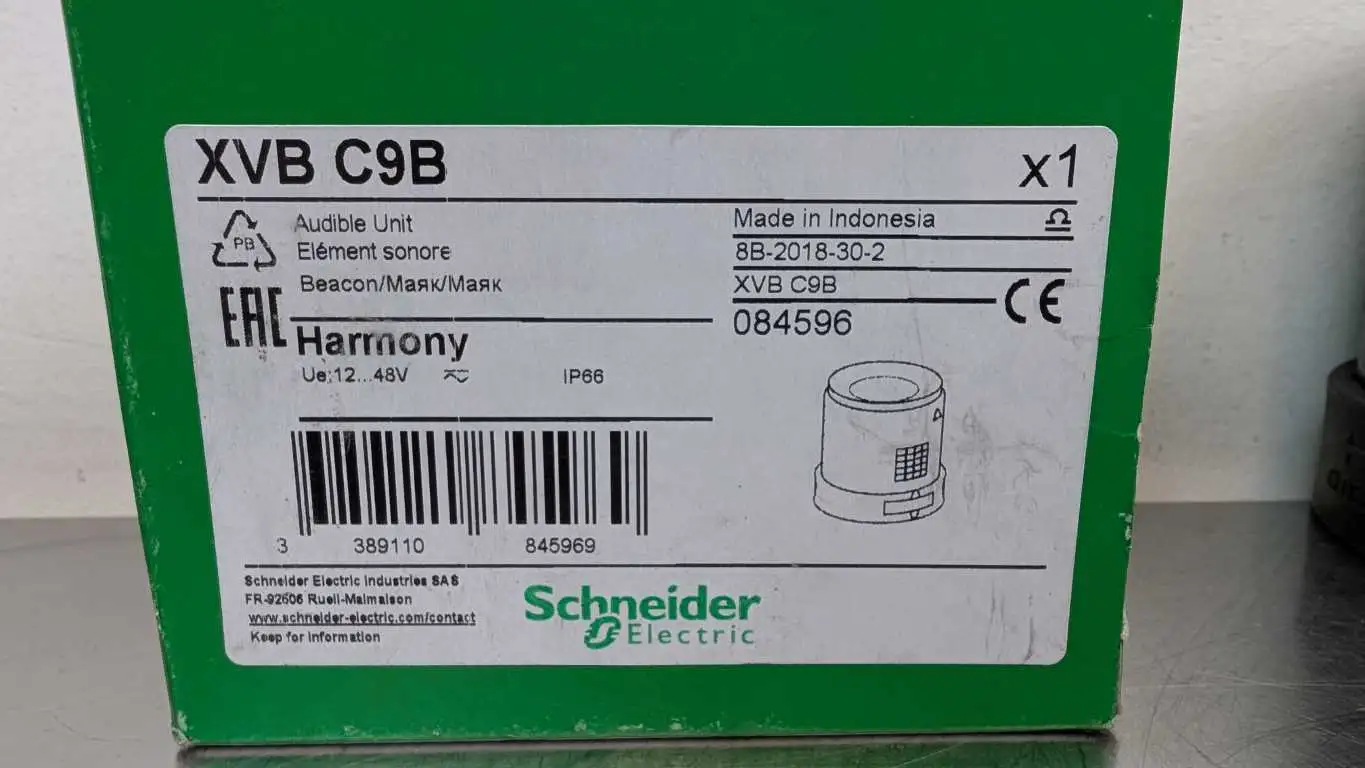 XVB C9B
x1
PB
Audible Unit
Elément sonore
Beacon/Маяк/Маяк
EAC
Harmony
Ue:12...48V
IP66
Made in Indonesia
8B-2018-30-2
XVB C9B
CE
084596
3 389110 845969
Schneider Electric Industries SAS
FR-92506 Rueil-Malmaison
www.schneider-electric.com/contact
Keep for Information
Schneider
Electric